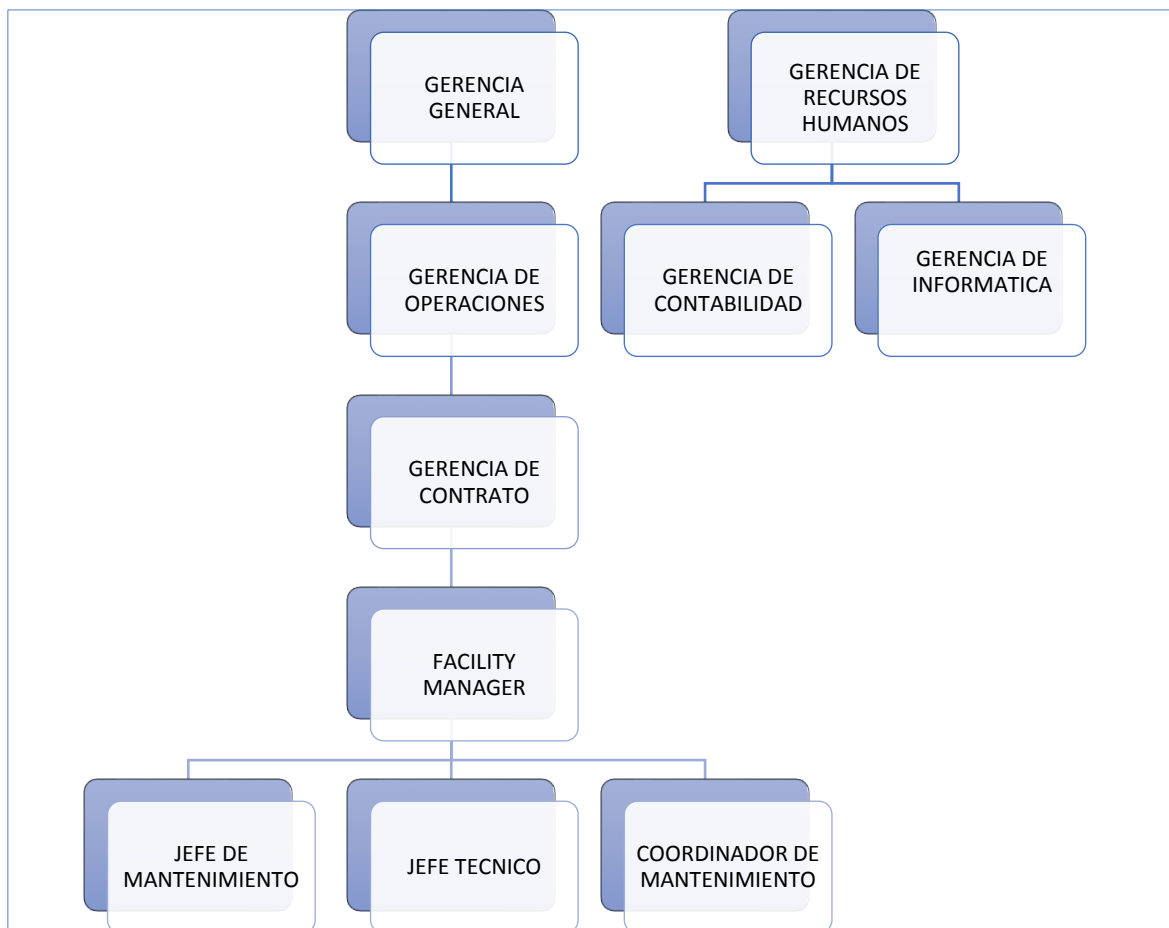 GERENCIA
GENERAL
GERENCIA DE
RECURSOS
HUMANOS
GERENCIA DE
OPERACIONES
GERENCIA DE
CONTABILIDAD
GERENCIA DE
INFORMATICA
GERENCIA DE
CONTRATO
FACILITY
MANAGER
JEFE DE
MANTENIMIENTO
JEFE TECNICO
COORDINADOR DE
MANTENIMIENTO